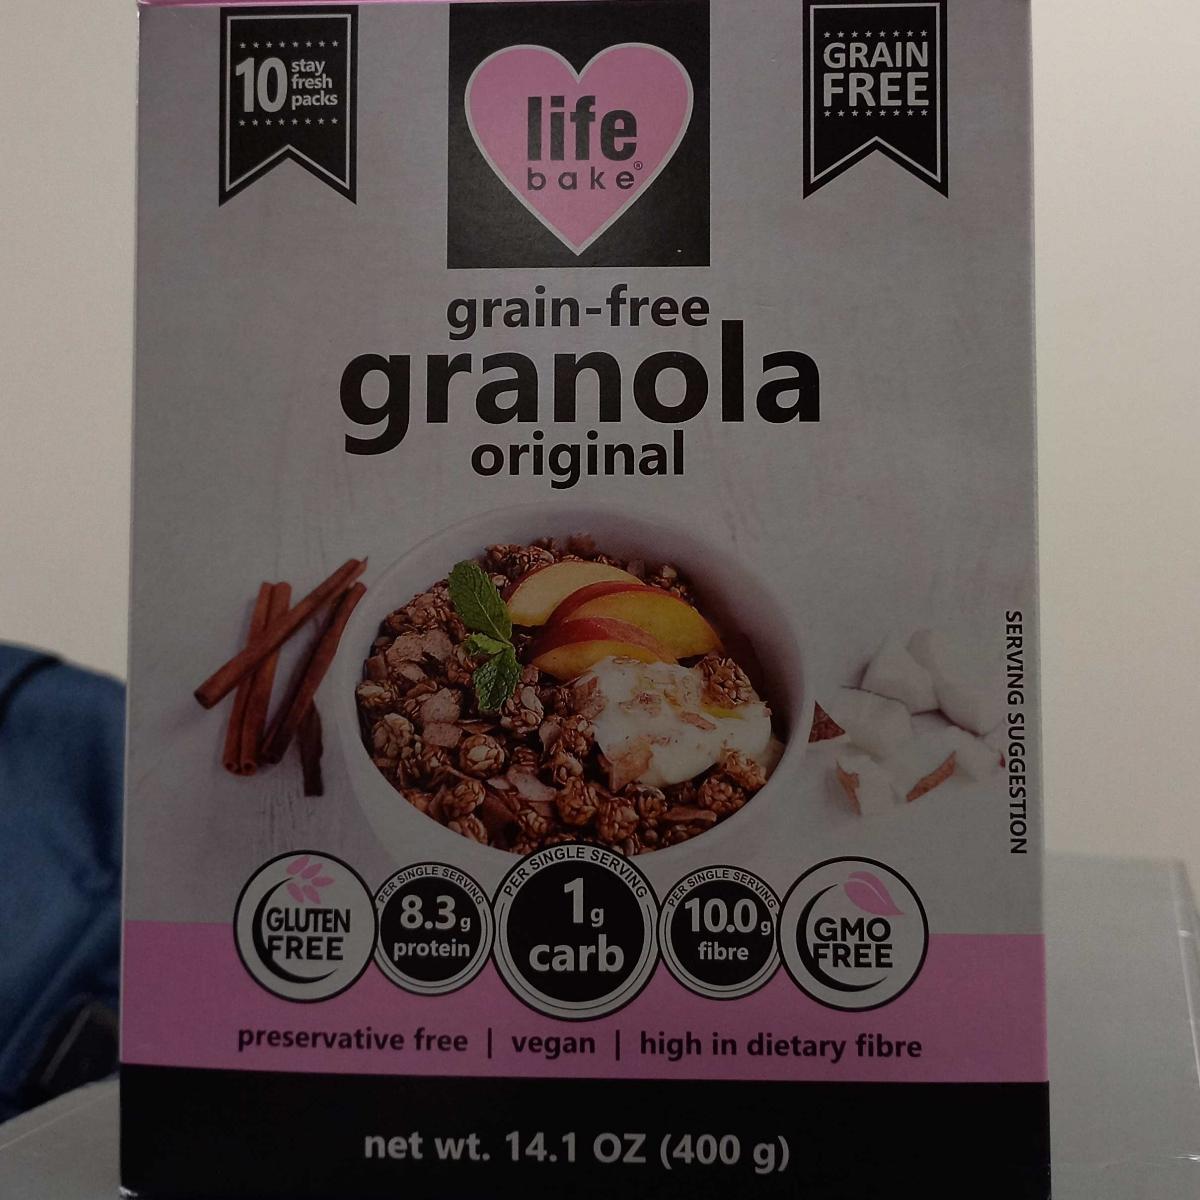 10 stay
fresh
packs
life
bake®
GRAIN
FREE
grain-free
granola
original
SERVING SUGGESTION
GLUTEN
FREE
PER SINGLE SERVING
8.3g
protein
PER SINGLE SERVING
1g
carb
PER SINGLE SERVING
10.0g
fibre
GMO
FREE
preservative free | vegan | high in dietary fibre
net wt. 14.1 OZ (400 g)